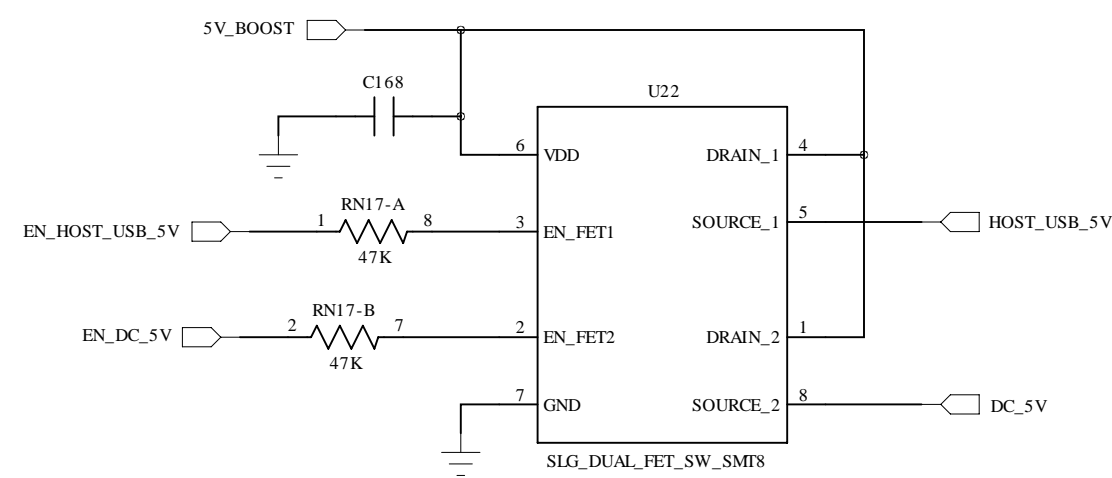 5V_BOOST
C168
U22
6 VDD DRAIN_1 4
RN17-A
SOURCE_1 5 HOST_USB_5V
EN_HOST_USB_5V 1 8 3 EN_FET1
47K
RN17-B
EN_DC_5V 2 7 2 EN_FET2 DRAIN_2 1
47K
7 GND SOURCE_2 8 DC_5V
SLG_DUAL_FET_SW_SMT8